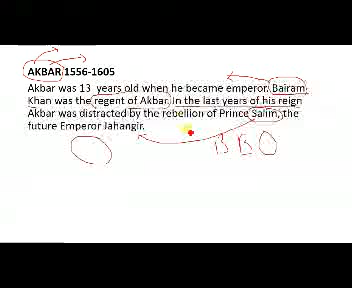 AKBAR 1556-1605
Akbar was 13 years old when he became emperor. Bairam
Khan was the regent of Akbar. In the last years of his reign
Akbar was distracted by the rebellion of Prince Salim, the
future Emperor Jahangir.